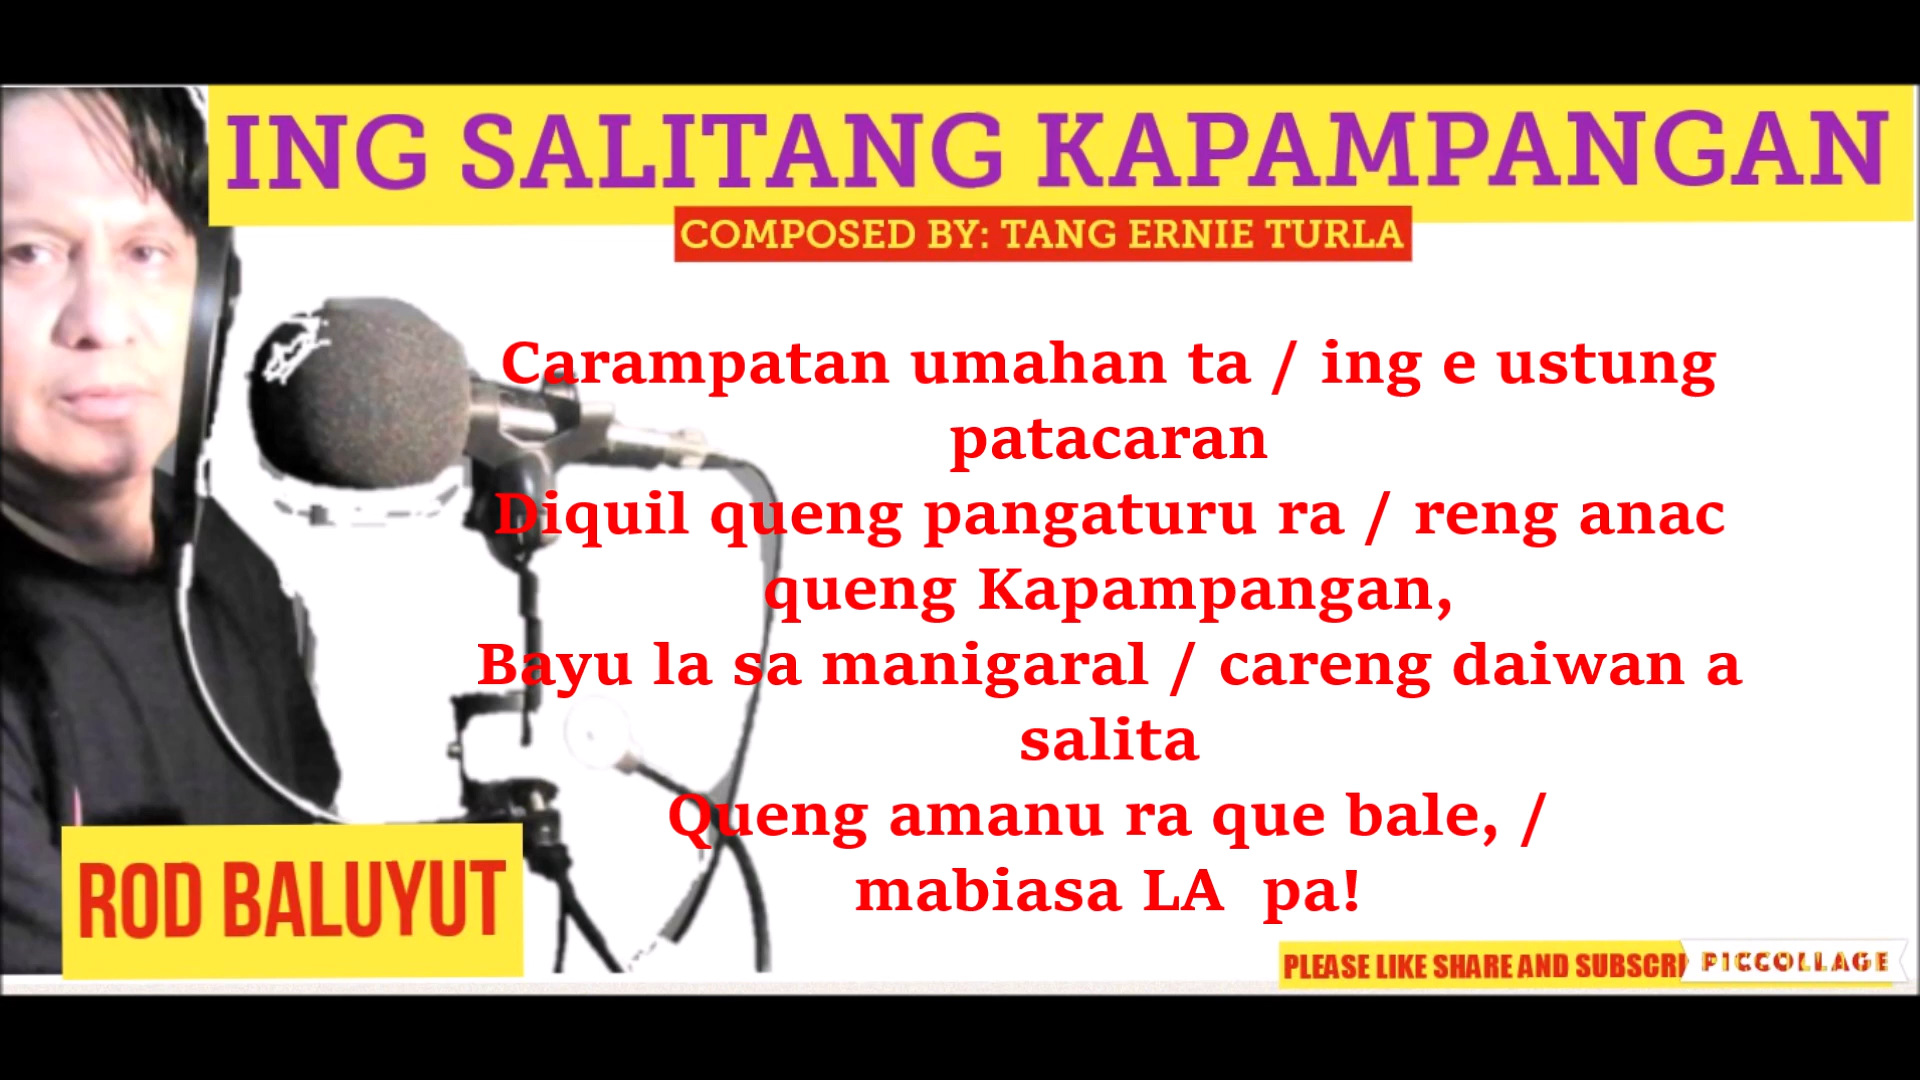 ING SALITANG KAPAMPANGAN
COMPOSED BY: TANG ERNIE TURLA
Carampatan umahan ta / ing e ustung
patacaran
Diquil queng pangaturu ra / reng anac
queng Kapampangan,
Bayu la sa manigaral / careng daiwan a
salita
Queng amanu ra que bale, /
mabiasa LA pa!
ROD BALUYUT
PLEASE LIKE SHARE AND
PICCOLLAGE